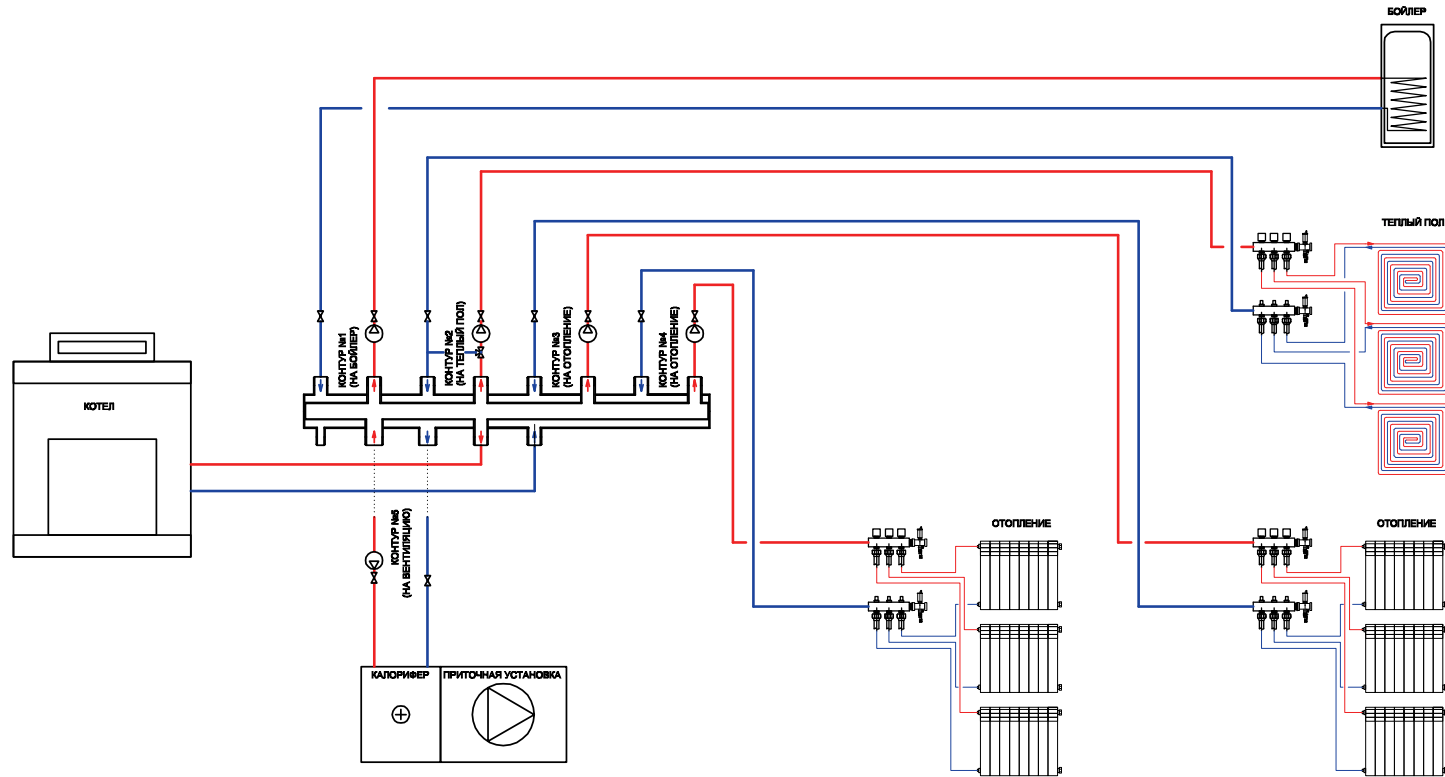 БОЙЛЕР
ТЕПЛЫЙ ПОЛ
КОНТУР №1
(НА БОЙЛЕР)
КОНТУР №2
(НА ТЕПЛЫЙ ПОЛ)
КОНТУР №3
(НА ОТОПЛЕНИЕ)
КОНТУР №4
(НА ОТОПЛЕНИЕ)
КОТЕЛ
КОНТУР №5
(НА ВЕНТИЛЯЦИЮ)
ОТОПЛЕНИЕ
ОТОПЛЕНИЕ
КАЛОРИФЕР
ПРИТОЧНАЯ УСТАНОВКА